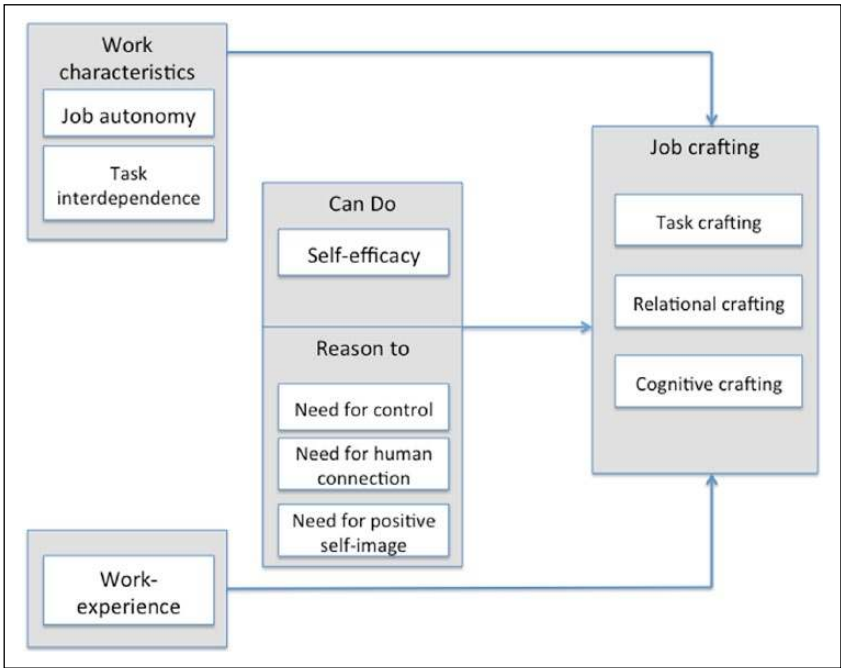 Work
characteristics
Job autonomy
Task
interdependence
Can Do
Self-efficacy
Reason to
Need for control
Need for human
connection
Need for positive
self-image
Work-
experience
Job crafting
Task crafting
Relational crafting
Cognitive crafting